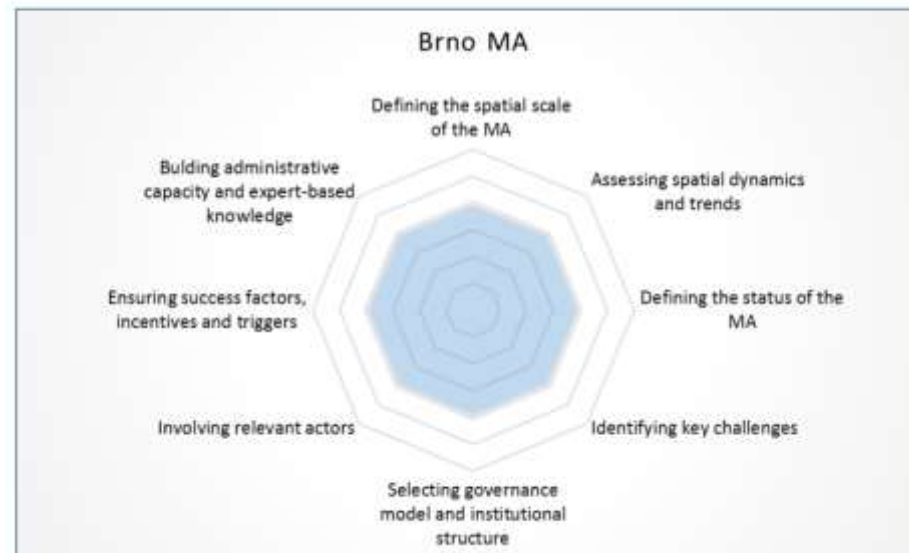 Brno MA
Defining the spatial scale
of the MA
Assessing spatial dynamics
and trends
Defining the status of the
MA
Identifying key challenges
Selecting governance
model and institutional
structure
Involving relevant actors
Ensuring success factors,
incentives and triggers
Bulding administrative
capacity and expert-based
knowledge